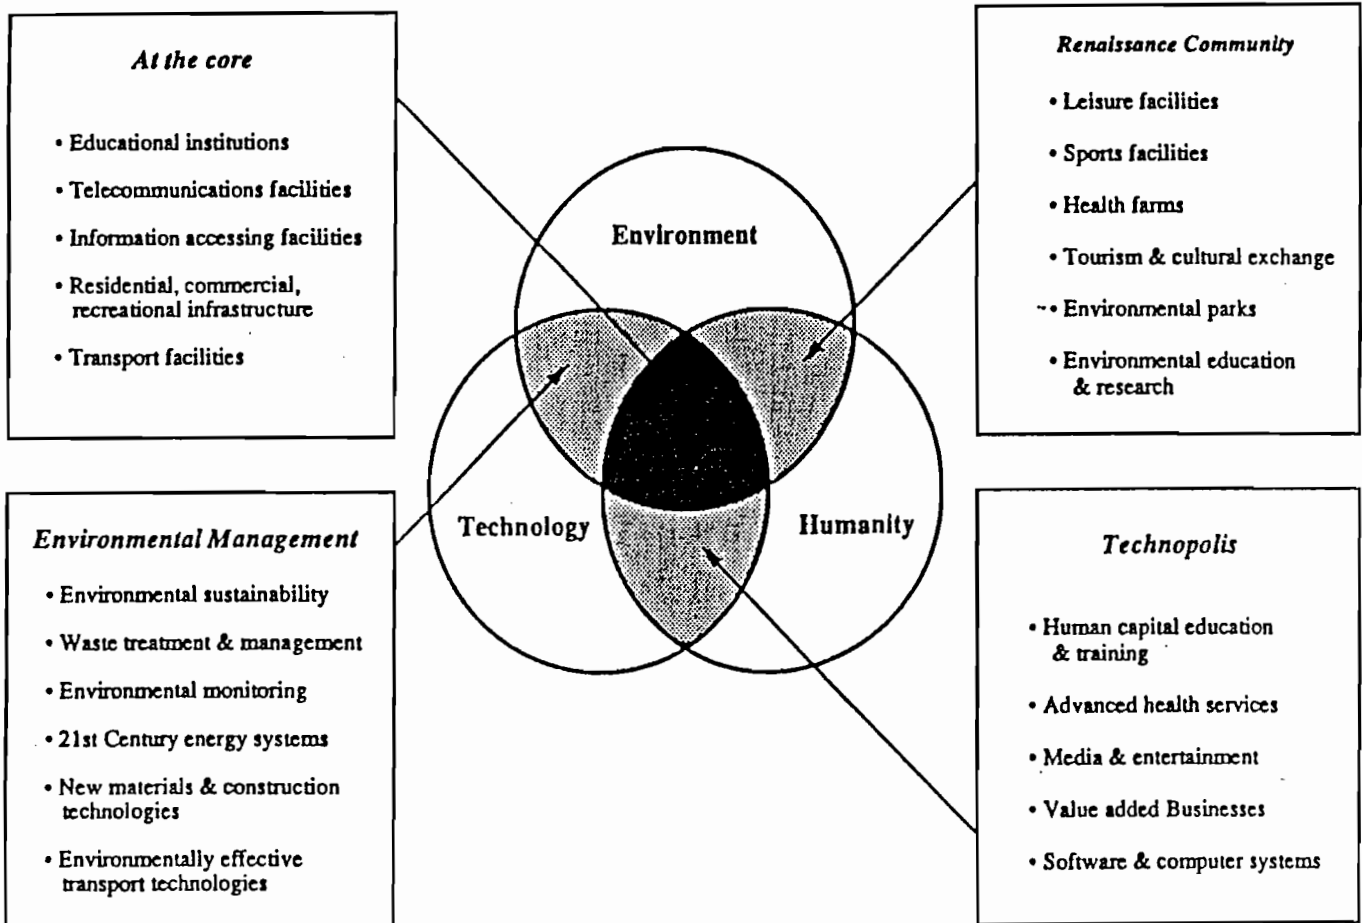 At the core
• Educational institutions
• Telecommunications facilities
• Information accessing facilities
• Residential, commercial,
recreational infrastructure
• Transport facilities
Renaissance Community
• Leisure facilities
• Sports facilities
• Health farms
• Tourism & cultural exchange
• Environmental parks
• Environmental education
& research
Environment
Technology
Humanity
Environmental Management
• Environmental sustainability
• Waste treatment & management
• Environmental monitoring
• 21st Century energy systems
• New materials & construction
technologies
• Environmentally effective
transport technologies
Technopolis
• Human capital education
& training
• Advanced health services
• Media & entertainment
• Value added Businesses
• Software & computer systems